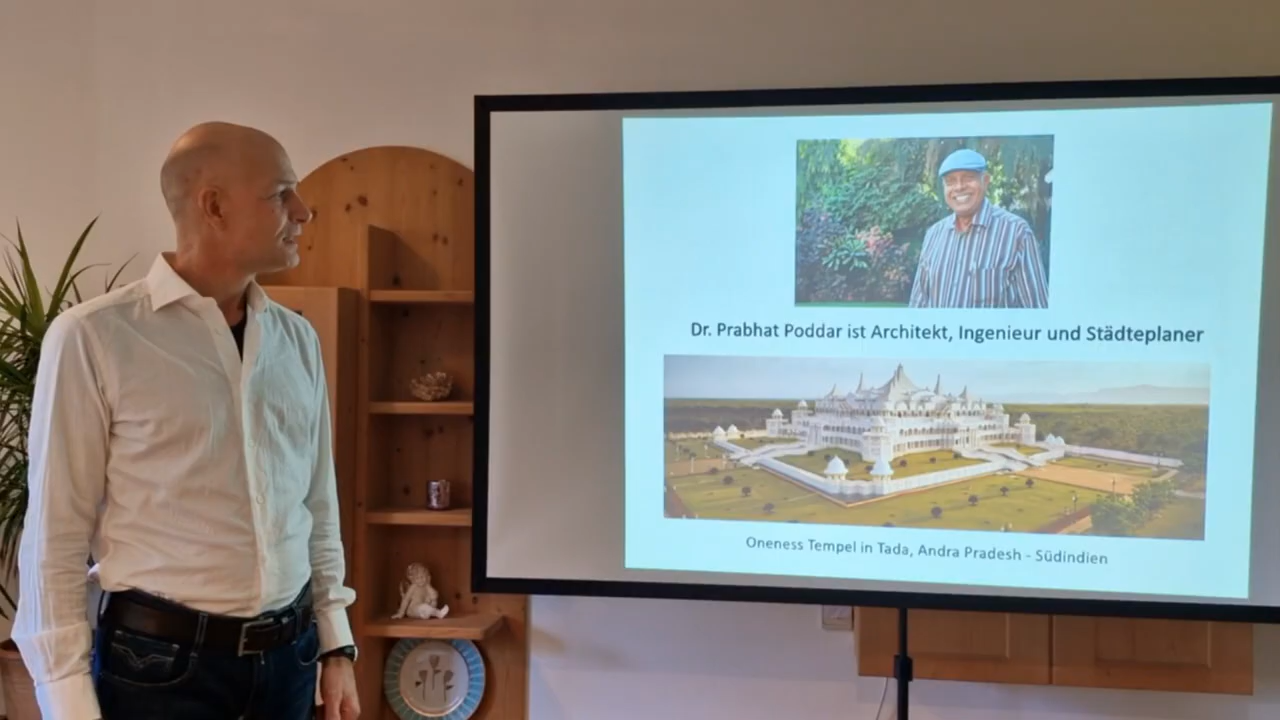 Dr. Prabhat Poddar ist Architekt, Ingenieur und Städteplaner
Oneness Tempel in Tada, Andra Pradesh - Südindien